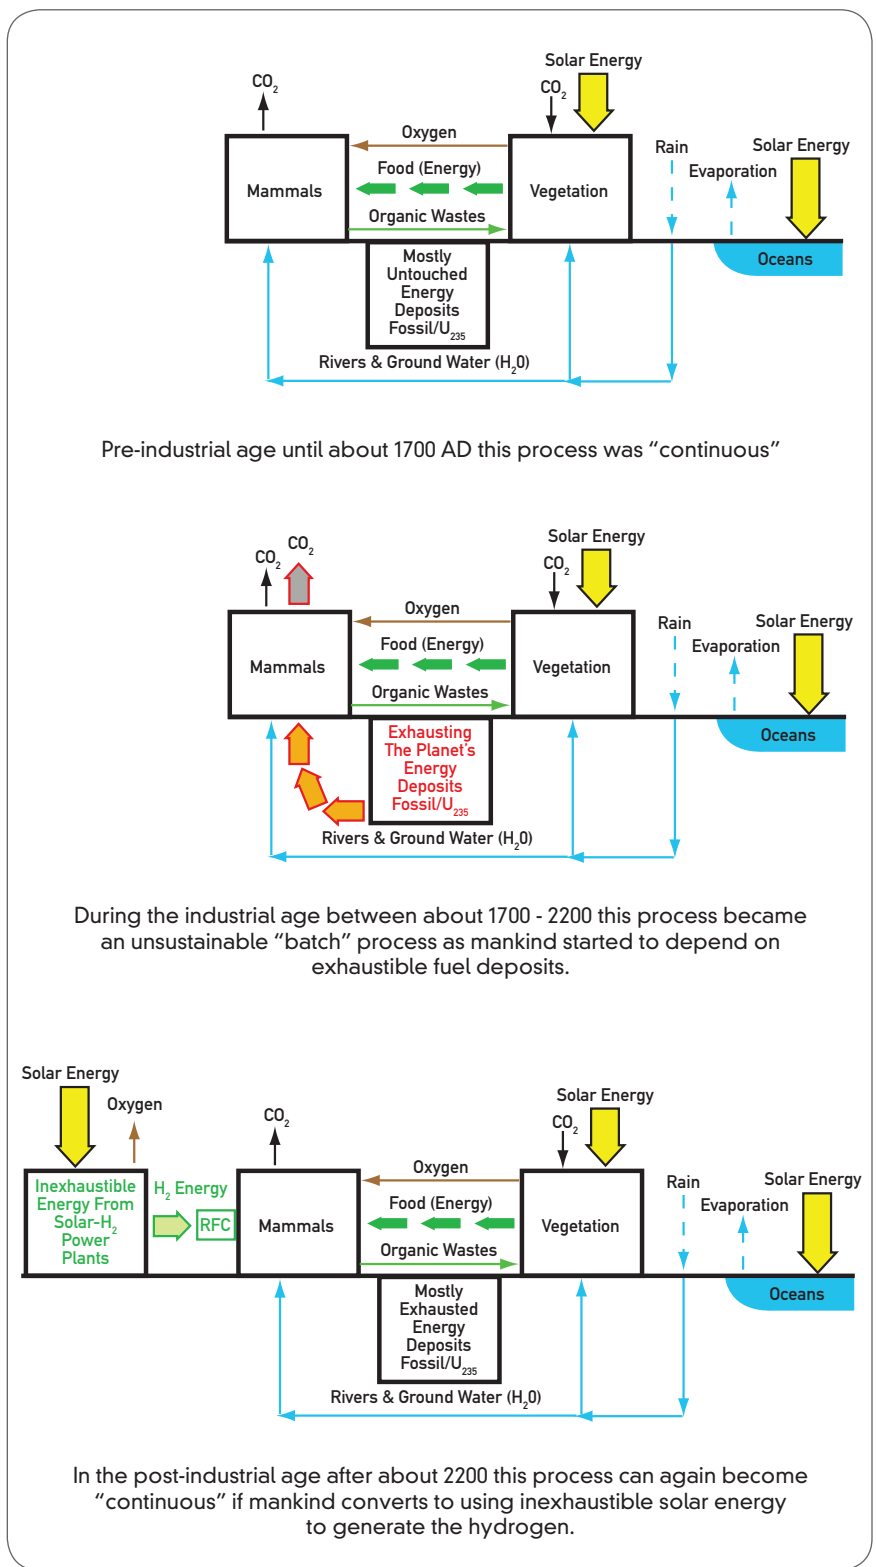 Solar Energy
CO2
CO2
Oxygen
Rain
Solar Energy
Food (Energy)
Evaporation
Mammals
Vegetation
Organic Wastes
Mostly
Untouched
Energy
Deposits
Fossil/U235
Oceans
Rivers & Ground Water (H20)
Pre-industrial age until about 1700 AD this process was “continuous”
Solar Energy
CO2
CO2
CO2
Oxygen
Rain
Solar Energy
Food (Energy)
Evaporation
Mammals
Vegetation
Organic Wastes
Exhausting
The Planet's
Energy
Deposits
Fossil/U235
Oceans
Rivers & Ground Water (H20)
During the industrial age between about 1700 - 2200 this process became
an unsustainable “batch” process as mankind started to depend on
exhaustible fuel deposits.
Solar Energy
Oxygen
CO2
Solar Energy
CO2
Inexhaustible
Energy From
Solar-H2
Power
Plants
H2 Energy
RFC
Oxygen
Rain
Solar Energy
Food (Energy)
Evaporation
Mammals
Vegetation
Organic Wastes
Mostly
Exhausted
Energy
Deposits
Fossil/U235
Oceans
Rivers & Ground Water (H20)
In the post-industrial age after about 2200 this process can again become
“continuous” if mankind converts to using inexhaustible solar energy
to generate the hydrogen.